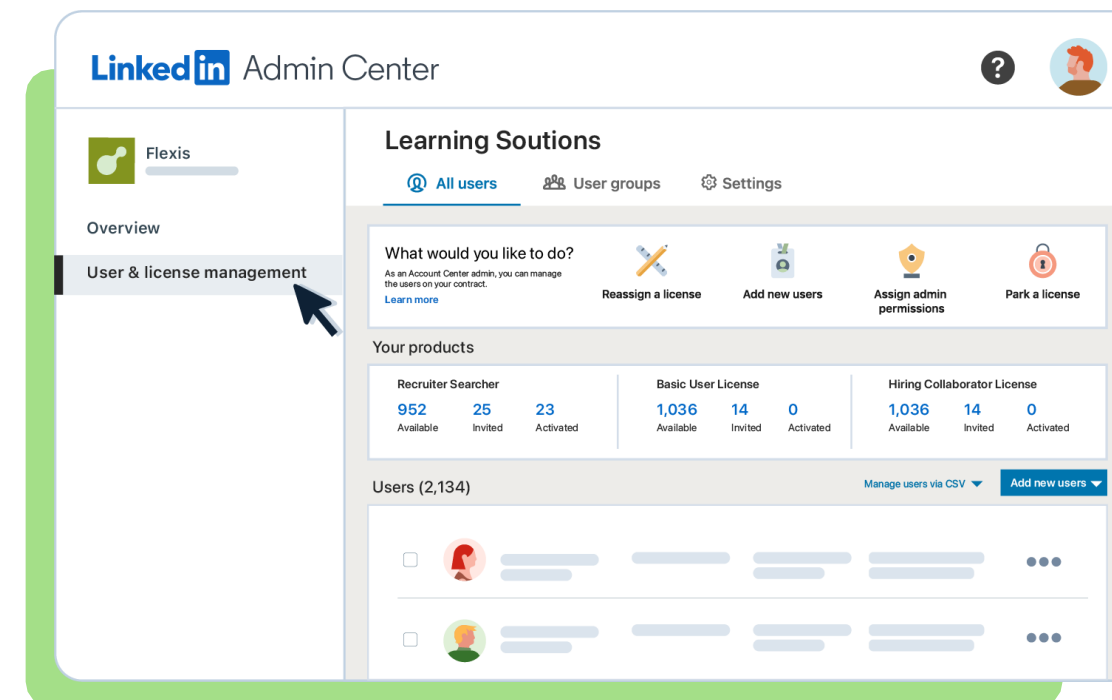 Linked in Admin Center
?
Flexis
Overview
User & license management
Learning Soutions
All users User groups Settings
What would you like to do?
As an Account Center admin, you can manage
the users on your contract.
Learn more
Reassign a license
Add new users
Assign admin
permissions
Park a license
Your products
Recruiter Searcher
952 25 23
Available Invited Activated
Basic User License
1,036 14 0
Available Invited Activated
Hiring Collaborator License
1,036 14 0
Available Invited Activated
Users (2,134)
Manage users via CSV
Add new users